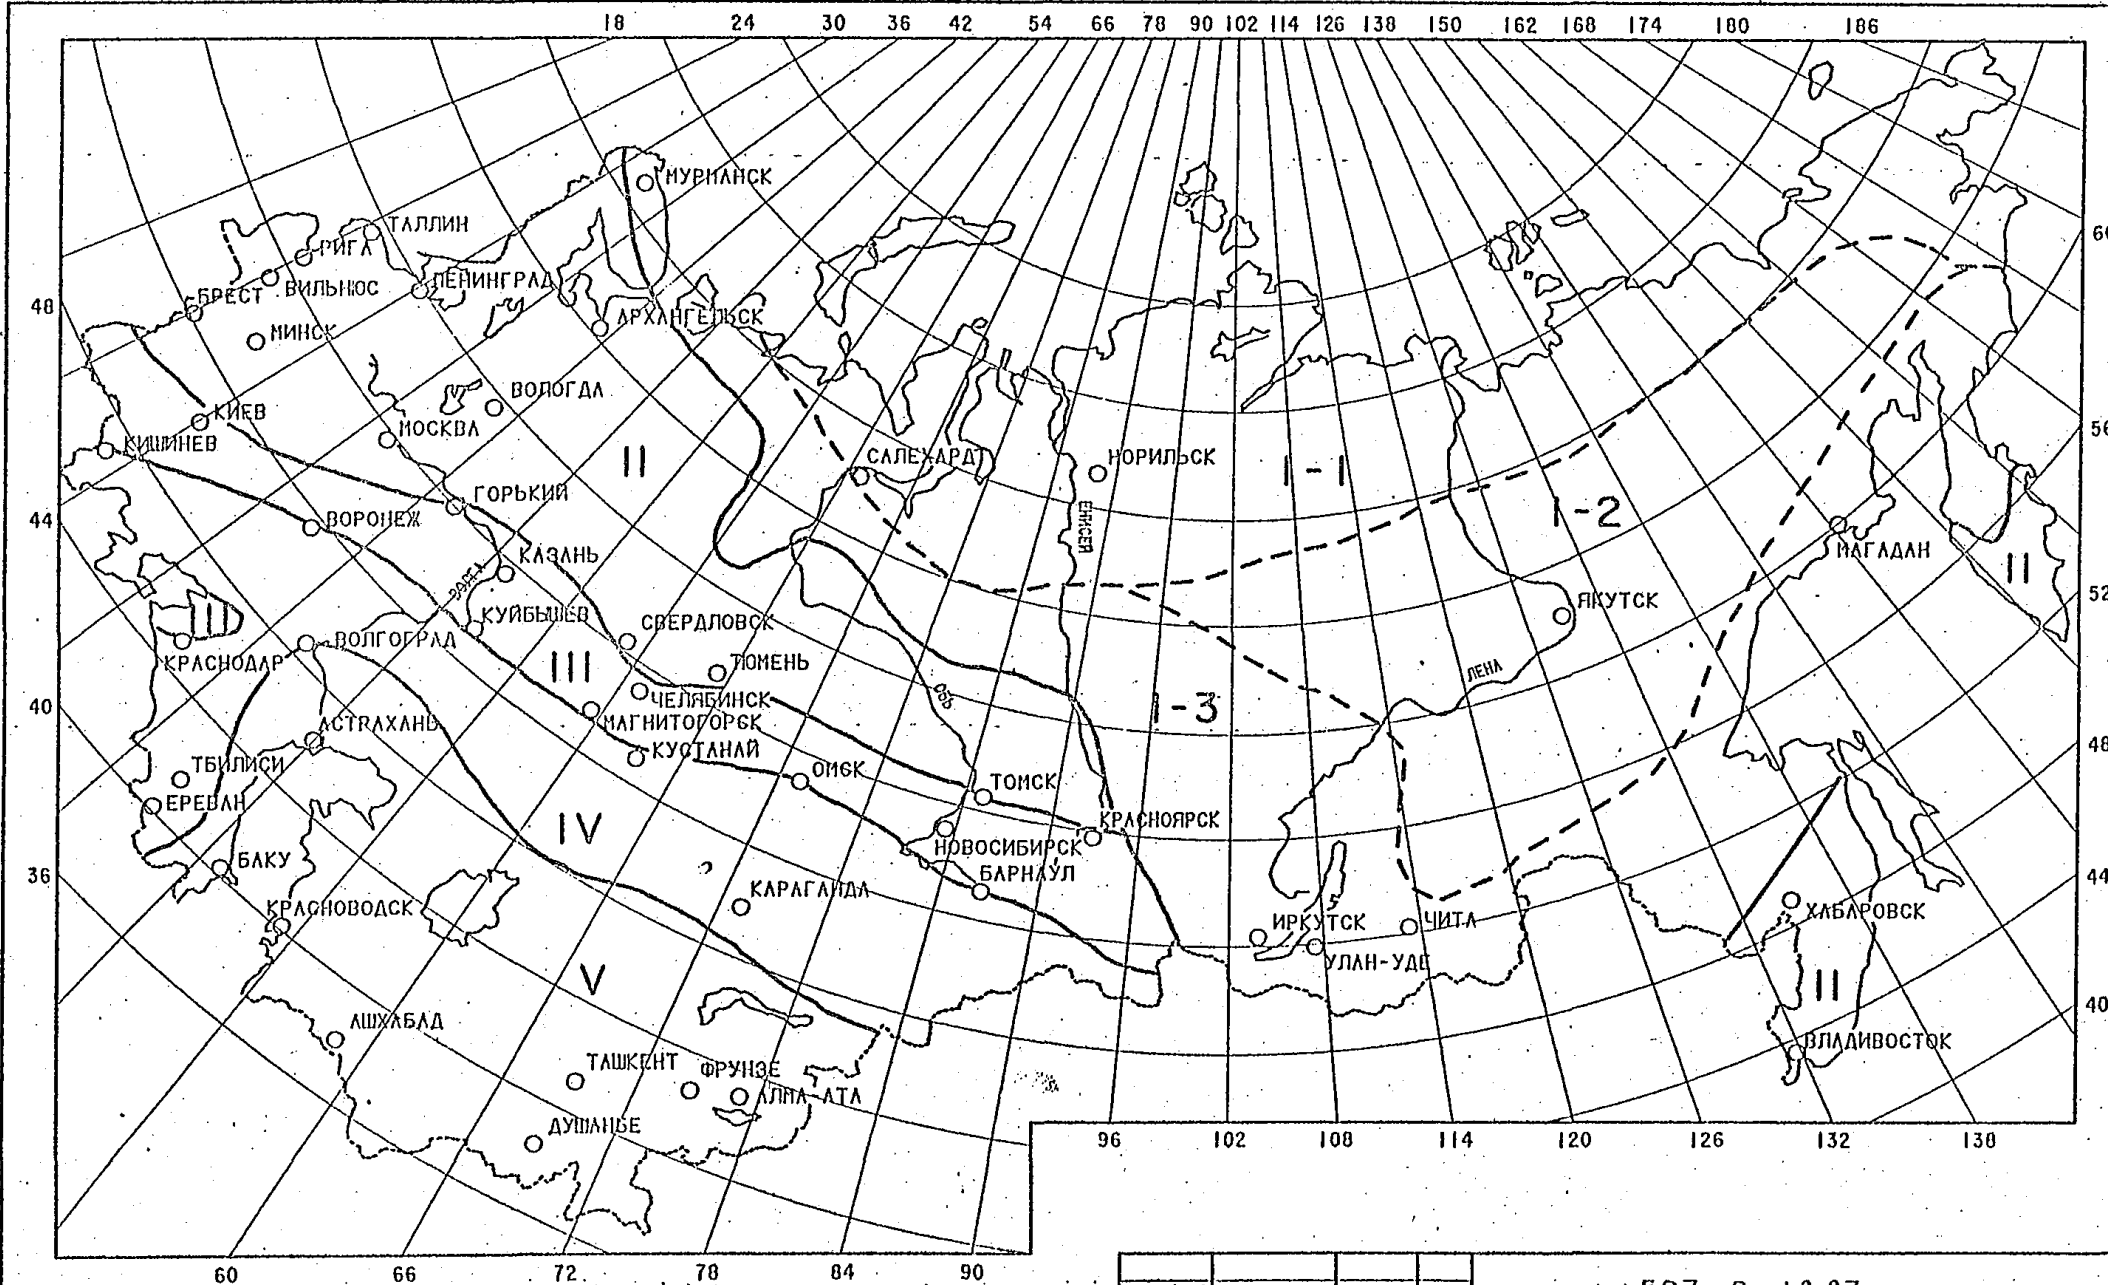 18 24 30 36 42 54 66 78 90 102 114 126 138 150 162 168 174 180 186
МУРМАНСК
ТАЛЛИН
РИГА
ЛЕНИНГРАД
ВИЛЬНЮС
БРЕСТ
48
АРХАНГЕЛЬСК
МИНСК
ВОЛОГДА
КИЕВ
МОСКВА
КИШИНЕВ
II
САЛЕХАРД
НОРИЛЬСК
I-1
56
ГОРЬКИЙ
ЕНИСЕЙ
I-2
44
ВОРОНЕЖ
МАГАДАН
КАЗАНЬ
II
ВОЛГА
52
ЯКУТСК
III
КУЙБЫШЕВ
СВЕРДЛОВСК
ВОЛГОГРАД
КРАСНОДАР
III
ТЮМЕНЬ
ЛЕНА
ЧЕЛЯБИНСК
ОБЬ
40
I-3
АСТРАХАНЬ
МАГНИТОГОРСК
КУСТАНАЙ
48
ТБИЛИСИ
ОМСК
ТОМСК
ЕРЕВАН
IV
КРАСНОЯРСК
НОВОСИБИРСК
БАКУ
БАРНАУЛ
36
44
КАРАГАНДА
КРАСНОВОДСК
ХАБАРОВСК
ИРКУТСК
ЧИТА
УЛАН-УДЕ
V
II
40
АШХАБАД
ВЛАДИВОСТОК
ТАШКЕНТ
ФРУНЗЕ
АЛМА-АТА
ДУШАНБЕ
96 102 108 114 120 126 132 138
60 66 72 78 84 90